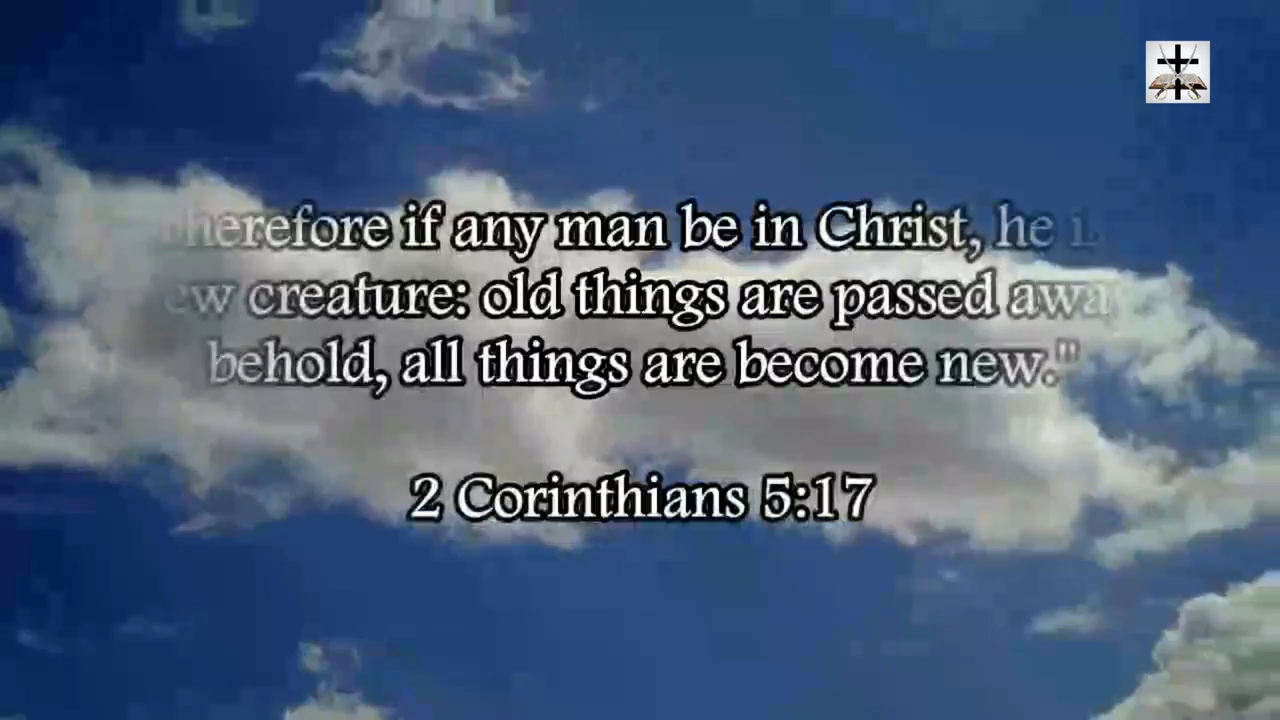 herefore if any man be in Christ, he i
ew creature: old things are passed awa
behold, all things are become new."
2 Corinthians 5:17